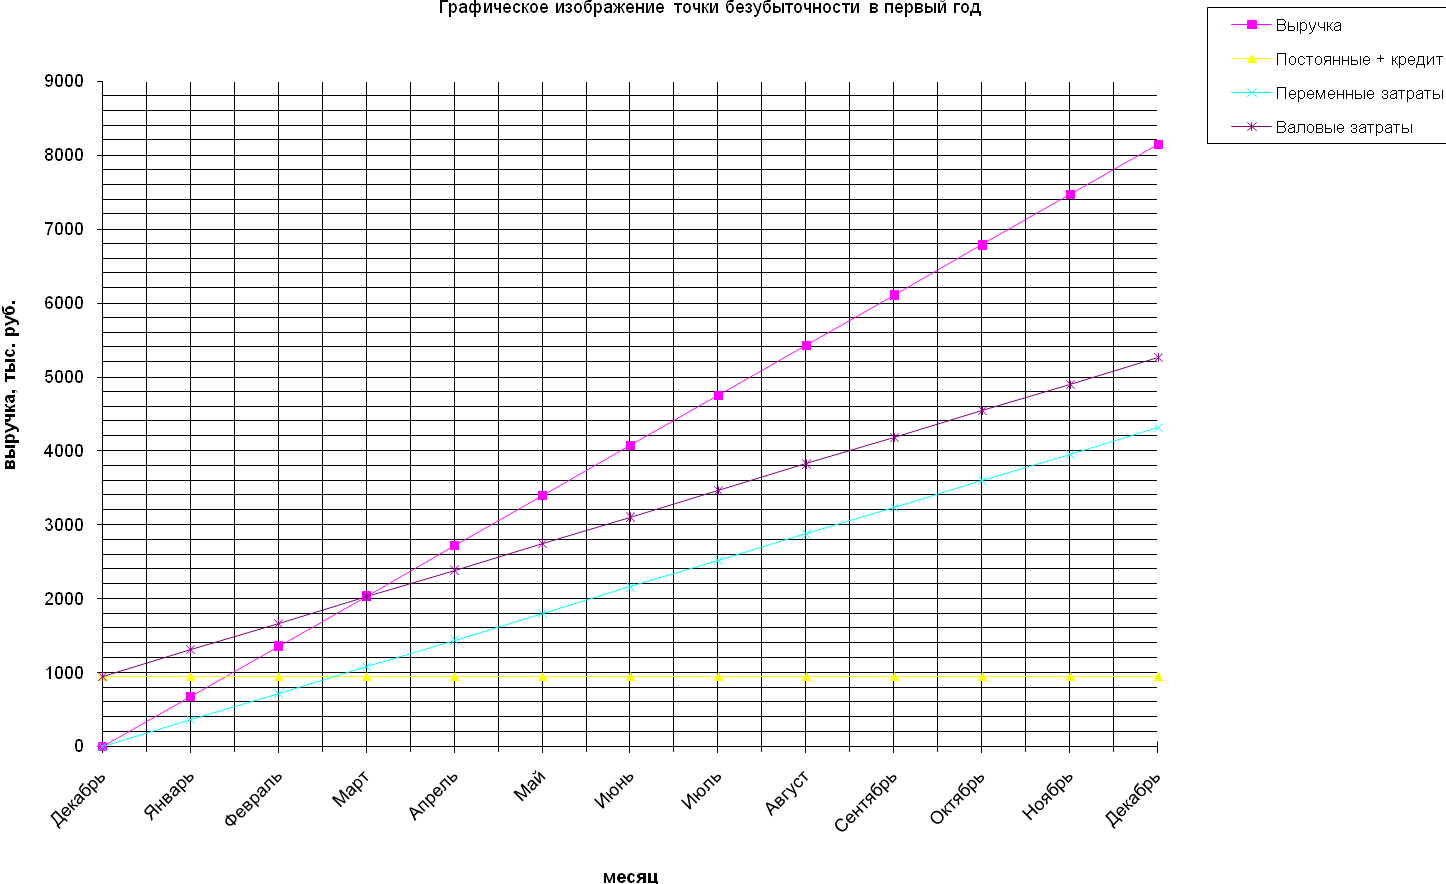 Графическое изображение точки безубыточности в первый год
Выручка
Постоянные + кредит
Переменные затраты
Валовые затраты
выручка, тыс. руб.
9000
8000
7000
6000
5000
4000
3000
2000
1000
0
Декабрь
Январь
Февраль
Март
Апрель
Май
Июнь
Июль
Август
Сентябрь
Октябрь
Ноябрь
Декабрь
месяц